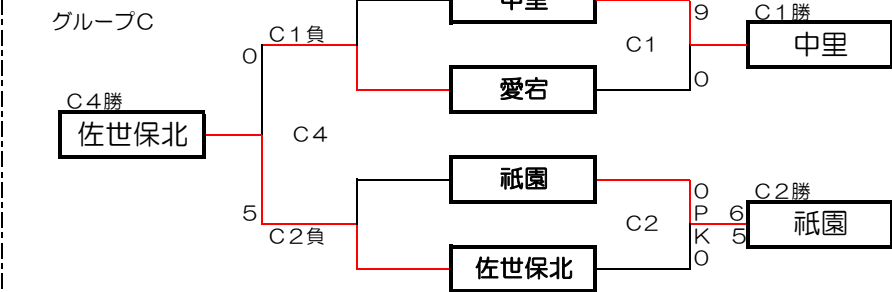 グループC
中里
9
C1勝
C1負
C1
中里
0
愛宕
0
C4勝
佐世保北
C4
祇園
0
C2勝
5
P 6
C2
祇園
C2負
K 5
佐世保北
0